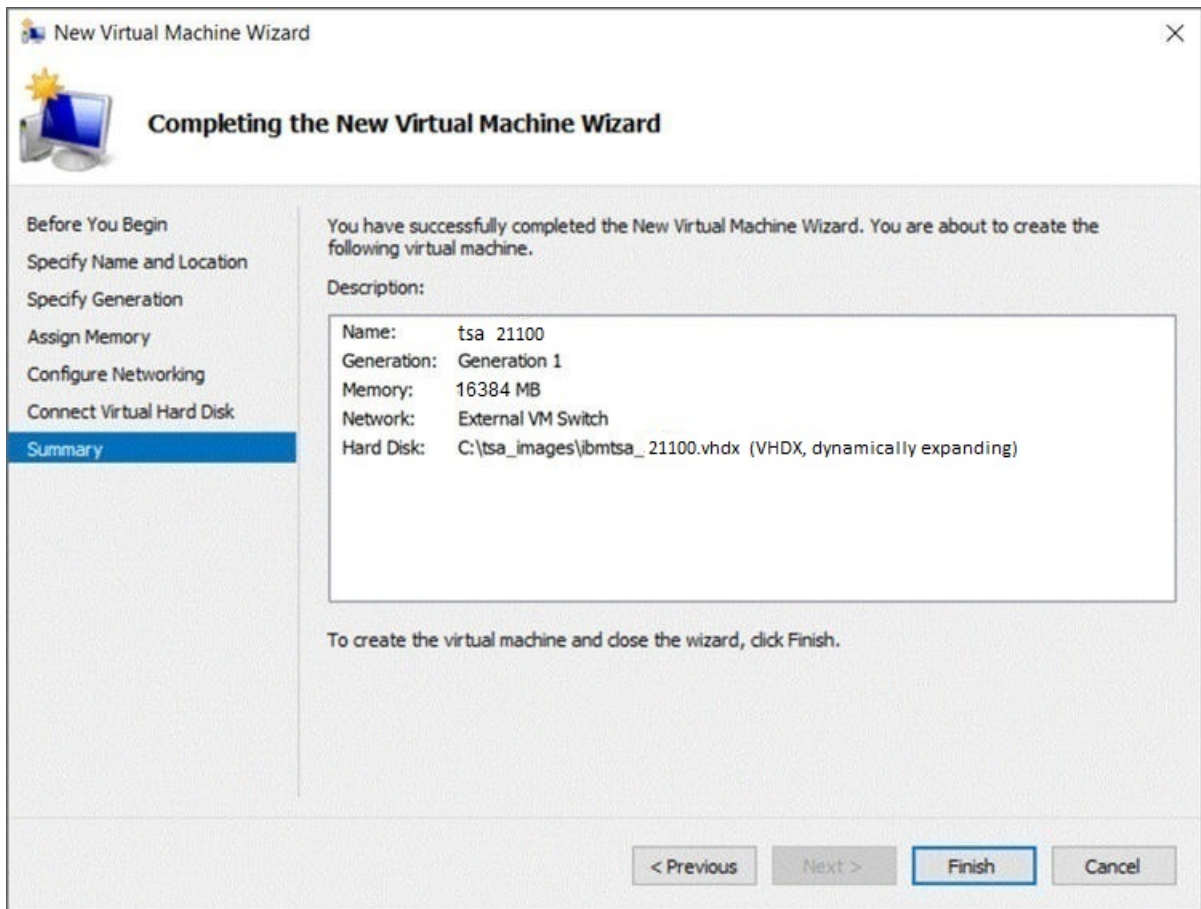 New Virtual Machine Wizard
Completing the New Virtual Machine Wizard
Before You Begin
Specify Name and Location
Specify Generation
Assign Memory
Configure Networking
Connect Virtual Hard Disk
Summary
You have successfully completed the New Virtual Machine Wizard. You are about to create the
following virtual machine.
Description:
Name: tsa 21100
Generation: Generation 1
Memory: 16384 MB
Network: External VM Switch
Hard Disk: C:\tsa_images\ibmtsa_ 21100.vhdx (VHDX, dynamically expanding)
To create the virtual machine and close the wizard, click Finish.
< Previous Next > Finish Cancel